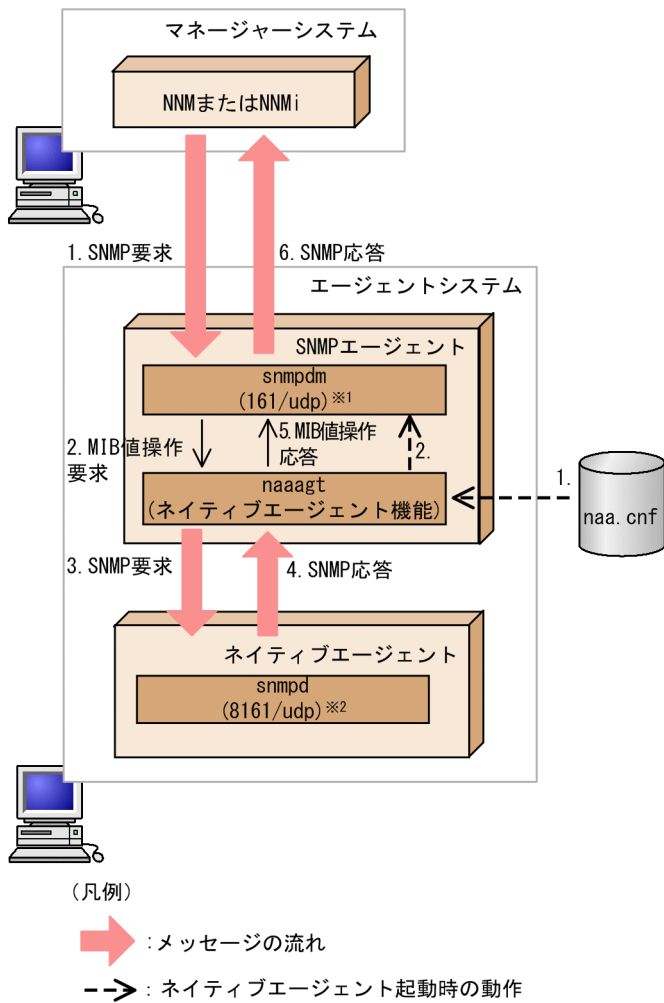 マネージャーシステム
NNMまたはNNMi
1.SNMP要求
6.SNMP応答
エージェントシステム
SNMPエージェント
snmpdm
(161/udp)※1
2.MIB値操作
要求
5.MIB値操作
応答
2.
naaagt
(ネイティブエージェント機能)
1.
naa.cnf
3.SNMP要求
4.SNMP応答
ネイティブエージェント
snmpd
(8161/udp)※2
(凡例)
:メッセージの流れ
:ネイティブエージェント起動時の動作